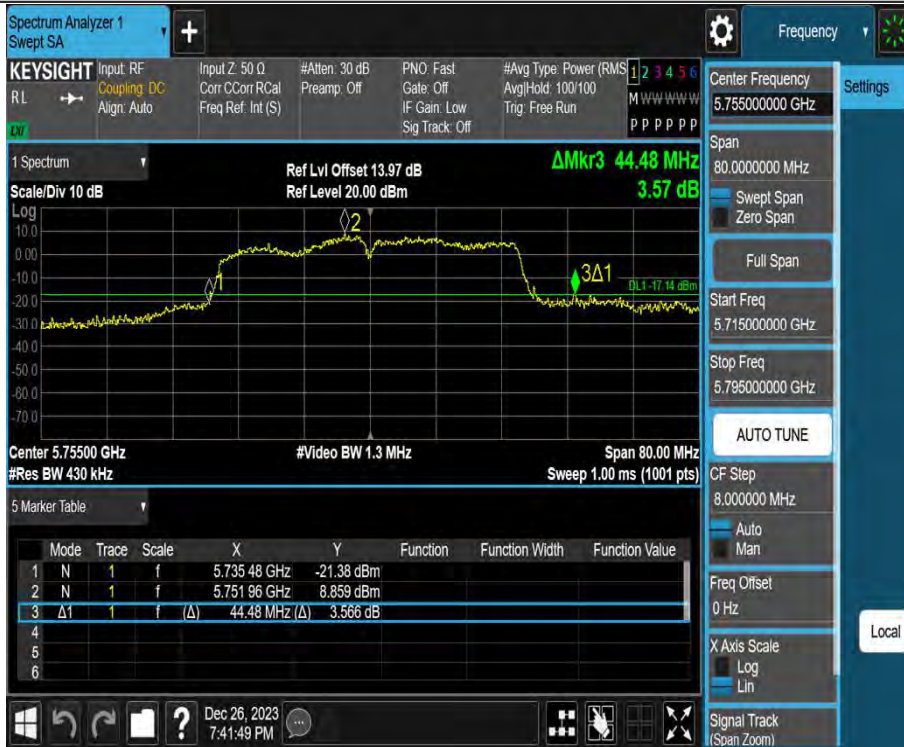 Spectrum Analyzer 1
Swept SA
Frequency
KEYSIGHT
RL
Input: RF
Coupling: DC
Align: Auto
Input Z: 50 Ω
Corr CCorr RCal
Freq Ref: Int (S)
#Atten: 30 dB
Preamp: Off
PNO: Fast
Gate: Off
IF Gain: Low
Sig Track: Off
#Avg Type: Power (RMS
Avg|Hold: 100/100
Trig: Free Run
1 2 3 4 5 6
M W W W W W
P P P P P P
1 Spectrum
Scale/Div 10 dB
Ref Lvl Offset 13.97 dB
Ref Level 20.00 dBm
ΔMkr3 44.48 MHz
3.57 dB
Log
10.0
0.00
-10.0
-20.0
-30.0
-40.0
-50.0
-60.0
-70.0
1
2
3Δ1
DL1 -17.14 dBm
Center 5.75500 GHz
#Video BW 1.3 MHz
Span 80.00 MHz
#Res BW 430 kHz
Sweep 1.00 ms (1001 pts)
5 Marker Table
Mode Trace Scale X Y Function Function Width Function Value
1 N 1 f 5.735 48 GHz -21.38 dBm
2 N 1 f 5.751 96 GHz 8.859 dBm
3 Δ1 1 f (Δ) 44.48 MHz (Δ) 3.566 dB
4
5
6
Dec 26, 2023
7:41:49 PM
Center Frequency
5.755000000 GHz
Settings
Span
80.0000000 MHz
Swept Span
Zero Span
Full Span
Start Freq
5.715000000 GHz
Stop Freq
5.795000000 GHz
AUTO TUNE
CF Step
8.000000 MHz
Auto
Man
Freq Offset
0 Hz
X Axis Scale
Log
Lin
Local
Signal Track
(Span Zoom)